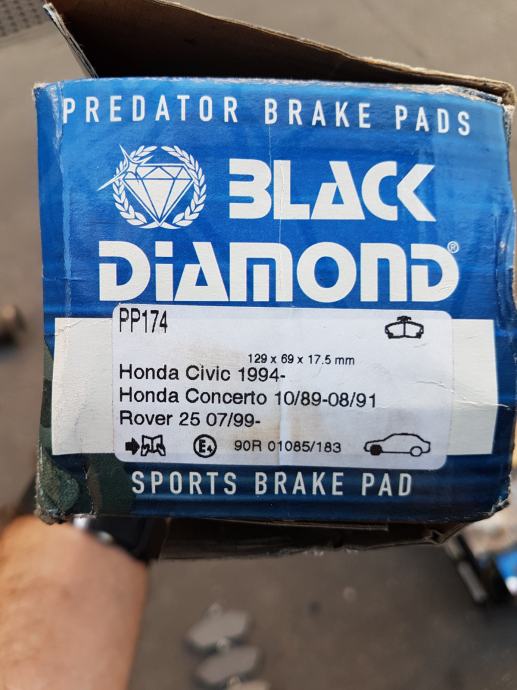 PREDATOR BRAKE PADS
BLACK
DIAMOND®
PP174
129 x 69 x 17.5 mm
Honda Civic 1994-
Honda Concerto 10/89-08/91
Rover 25 07/99-
E4 90R 01085/183
SPORTS BRAKE PAD